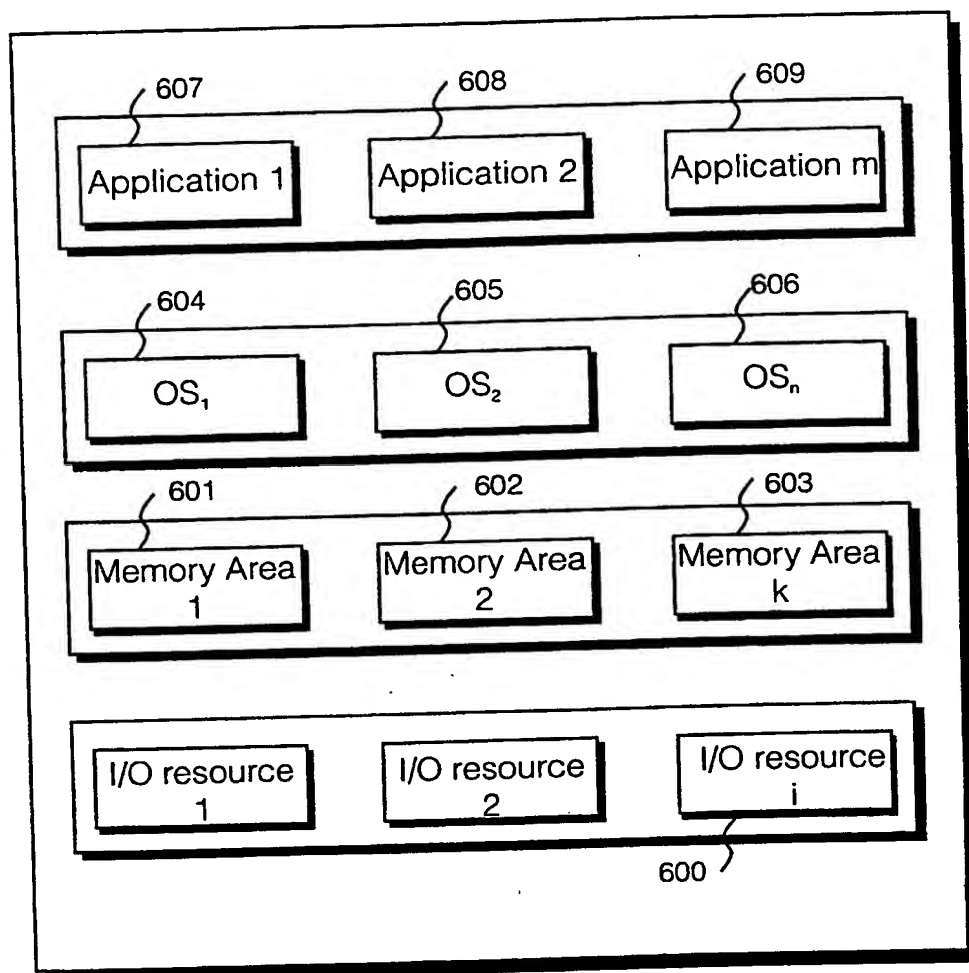 607
608
609
Application 1
Application 2
Application m
604
605
606
OS₁
OS₂
OSₙ
601
602
603
Memory Area
1
Memory Area
2
Memory Area
k
I/O resource
1
I/O resource
2
I/O resource
i
600